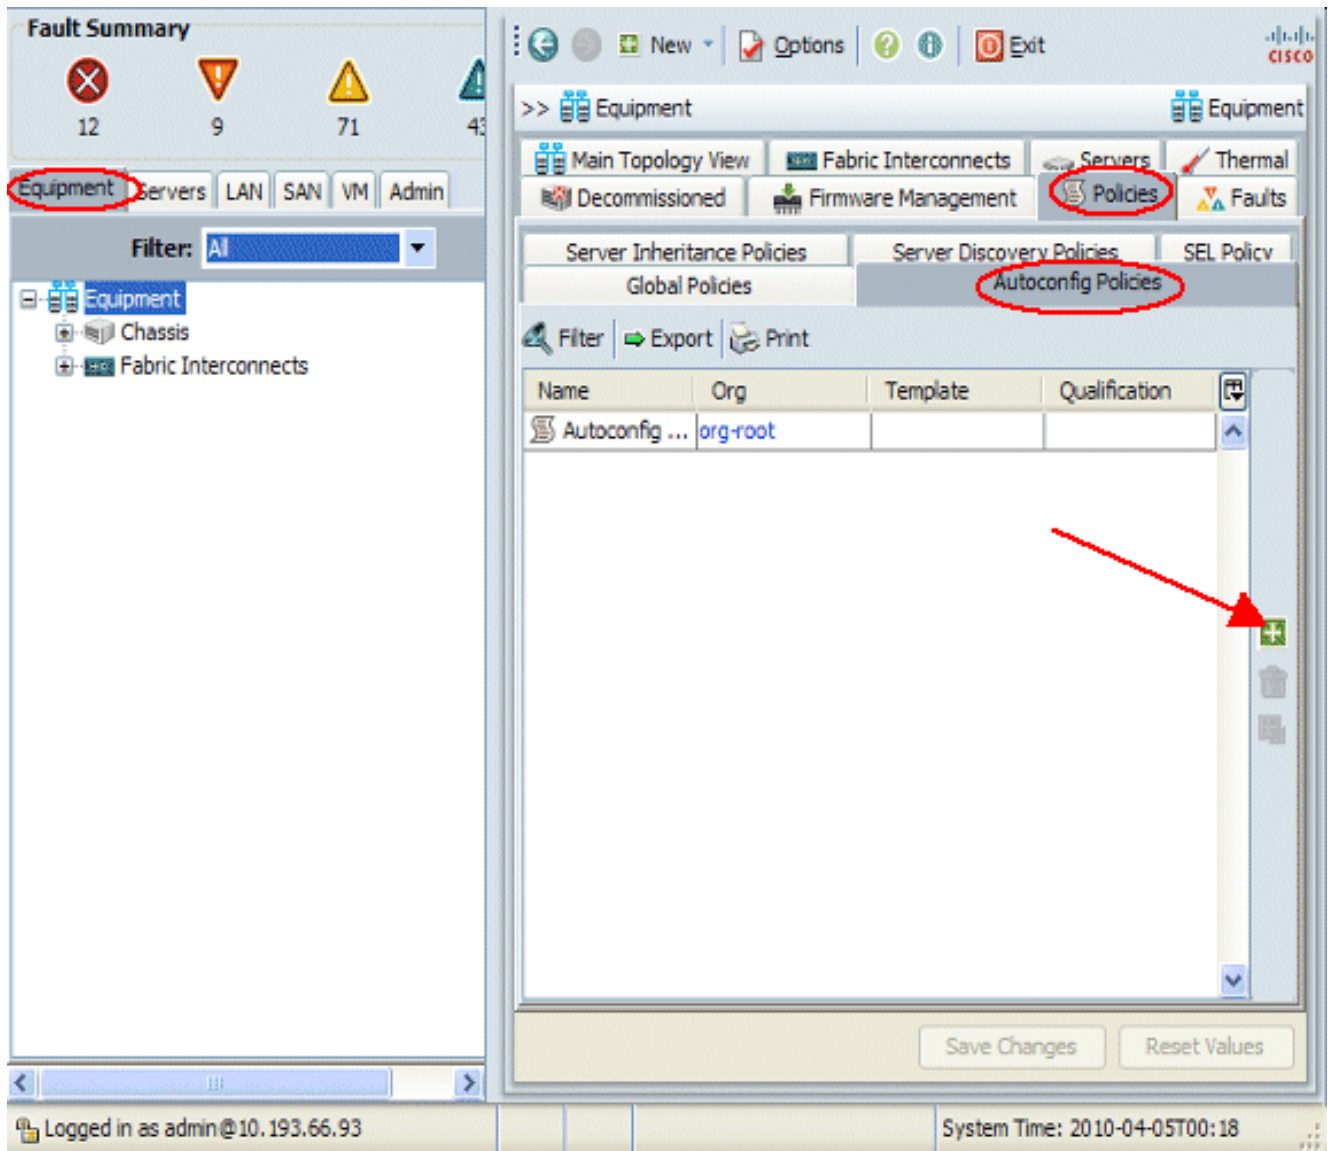 Fault Summary
12 9 71 43
Equipment Servers LAN SAN VM Admin
Filter: All
Equipment
Chassis
Fabric Interconnects
New Options Exit
CISCO
>> Equipment Equipment
Main Topology View Fabric Interconnects Servers Thermal
Decommissioned Firmware Management Policies Faults
Server Inheritance Policies Server Discovery Policies SEL Policy
Global Policies Autoconfig Policies
Filter Export Print
Name Org Template Qualification
Autoconfig ... org-root
Save Changes Reset Values
Logged in as admin@10.193.66.93 System Time: 2010-04-05T00:18